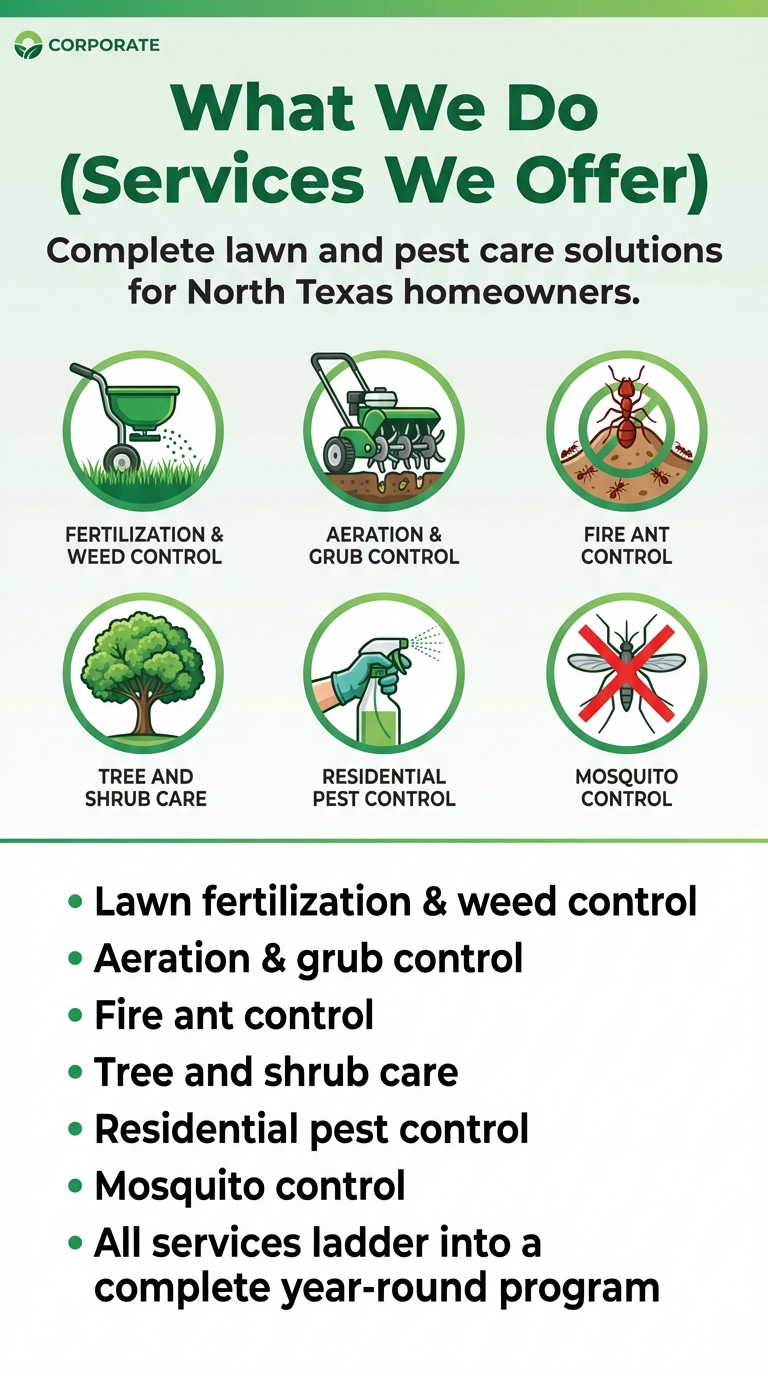 CORPORATE
What We Do
(Services We Offer)
Complete lawn and pest care solutions
for North Texas homeowners.
FERTILIZATION &
WEED CONTROL
AERATION &
GRUB CONTROL
FIRE ANT
CONTROL
TREE AND
SHRUB CARE
RESIDENTIAL
PEST CONTROL
MOSQUITO
CONTROL
• Lawn fertilization & weed control
• Aeration & grub control
• Fire ant control
• Tree and shrub care
• Residential pest control
• Mosquito control
• All services ladder into a
complete year-round program